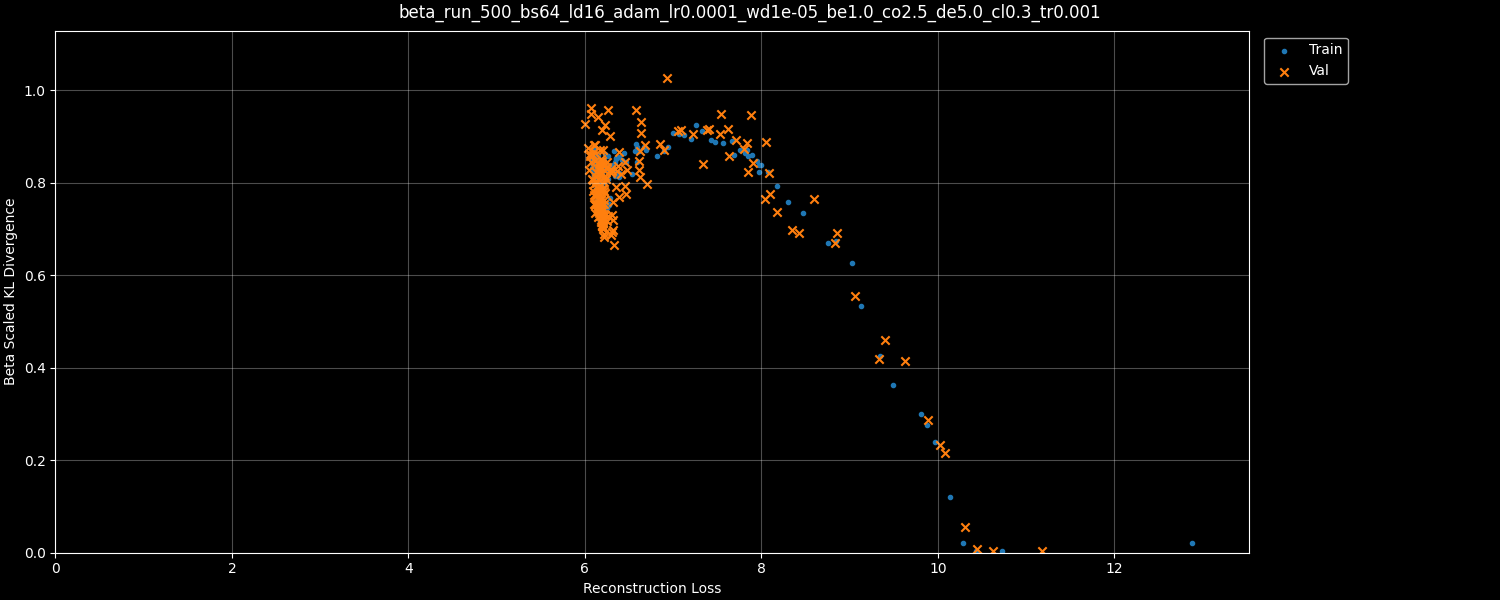 beta_run_500_bs64_ld16_adam_lr0.0001_wd1e-05_be1.0_co2.5_de5.0_cl0.3_tr0.001
Train
Val
1.0
0.8
0.6
0.4
0.2
0.0
Beta Scaled KL Divergence
0
2
4
6
8
10
12
Reconstruction Loss